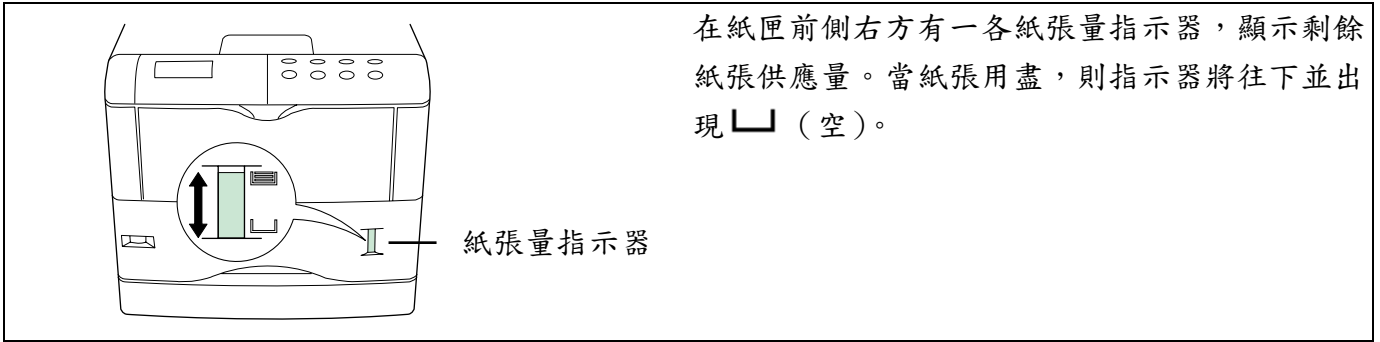 在紙匣前側右方有一各紙張量指示器，顯示剩餘
紙張供應量。當紙張用盡，則指示器將往下並出
現（空）。
紙張量指示器